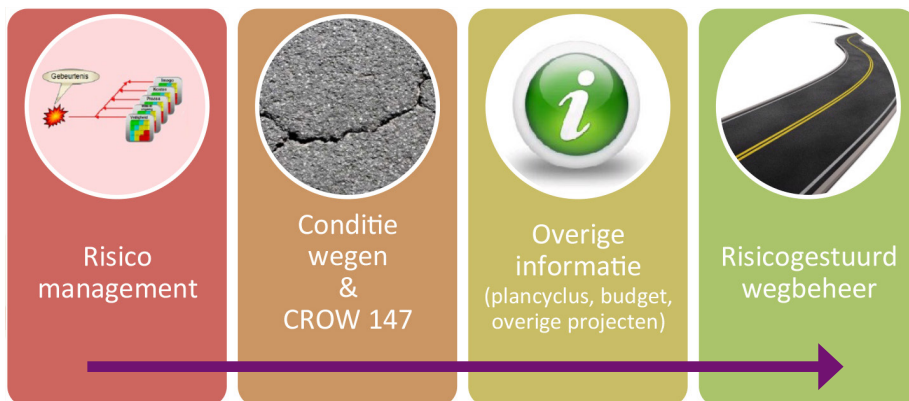 Gebeurtenis
Risico
management
Conditie
wegen
&
CROW 147
Overige
informatie
(plancyclus, budget,
overige projecten)
Risicogestuurd
wegbeheer